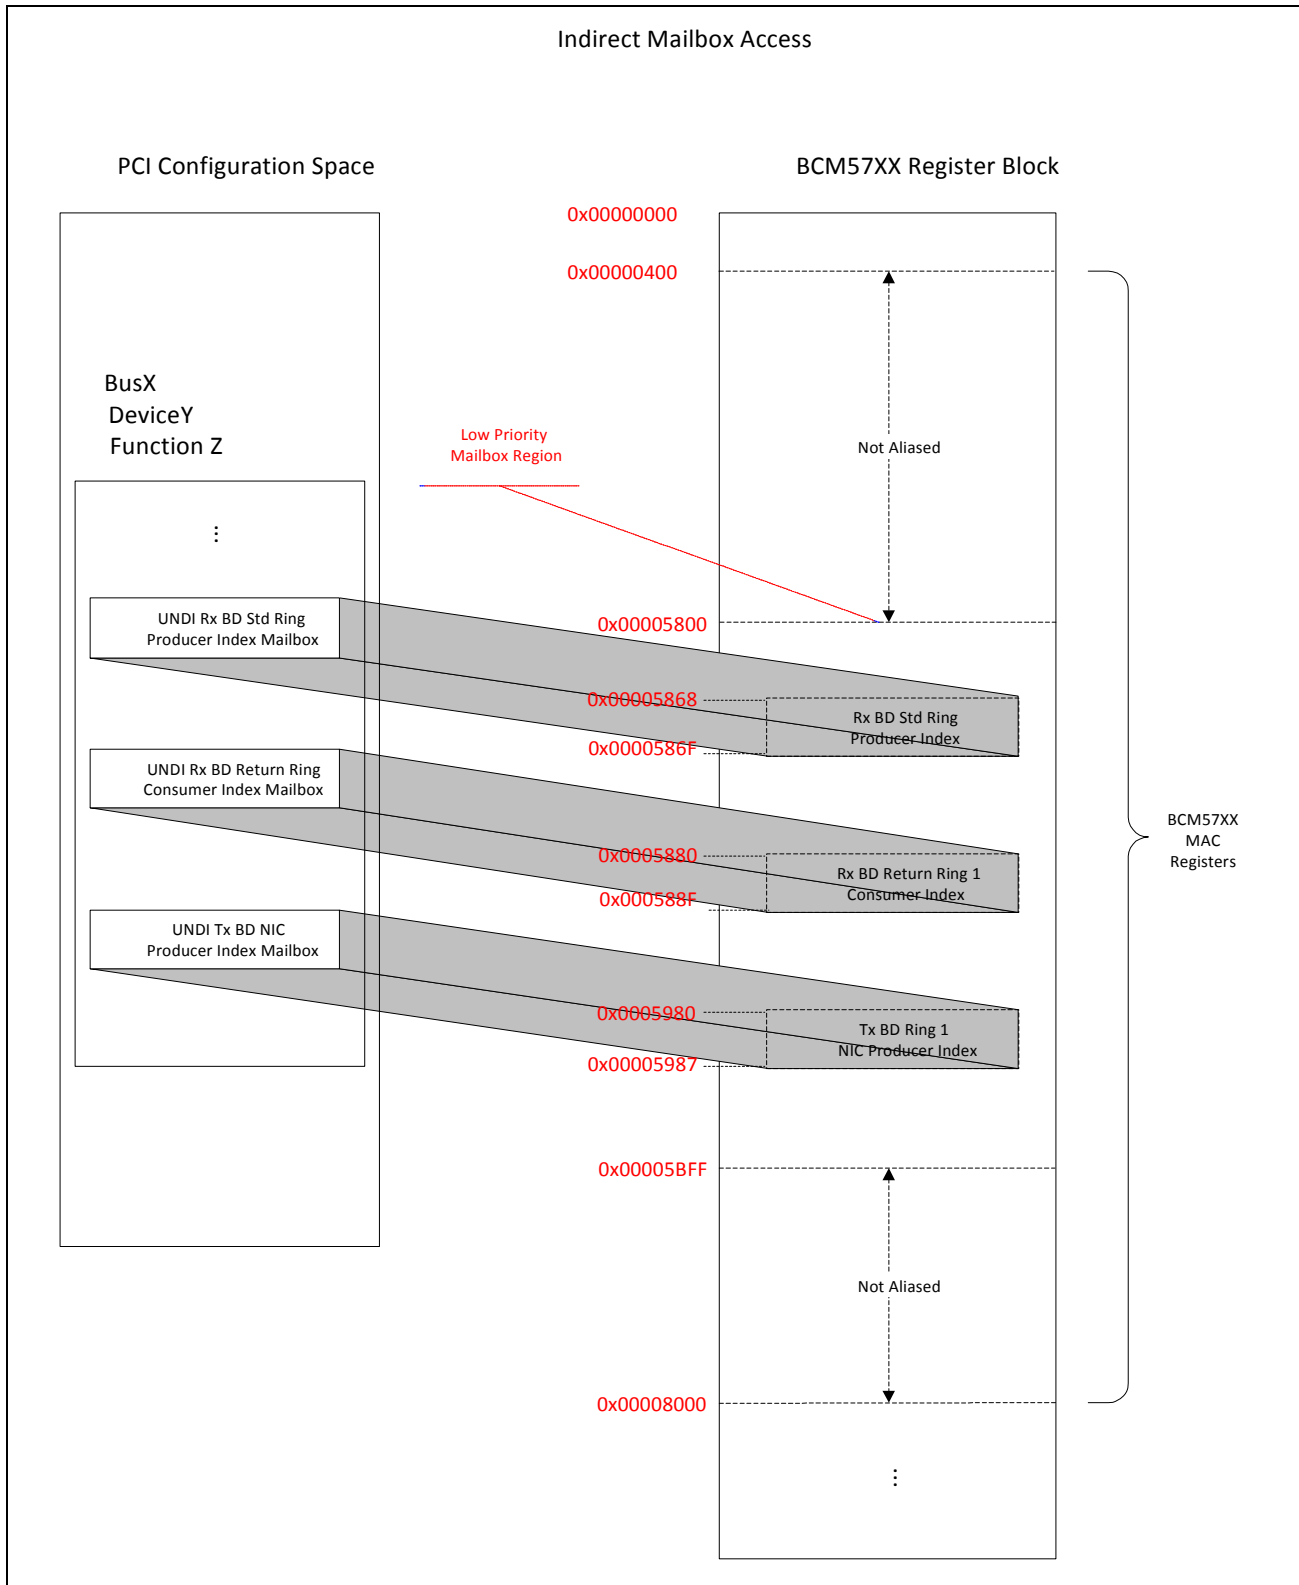 Indirect Mailbox Access
PCI Configuration Space
BCM57XX Register Block
0x00000000
0x00000400
BusX
DeviceY
Function Z
Low Priority
Mailbox Region
Not Aliased
⋮
UNDI Rx BD Std Ring
Producer Index Mailbox
0x00005800
0x00005868
Rx BD Std Ring
Producer Index
0x0000586F
UNDI Rx BD Return Ring
Consumer Index Mailbox
BCM57XX
MAC
Registers
0x0005880
Rx BD Return Ring 1
Consumer Index
0x000588F
UNDI Tx BD NIC
Producer Index Mailbox
0x0005980
Tx BD Ring 1
NIC Producer Index
0x00005987
0x00005BFF
Not Aliased
0x00008000
⋮